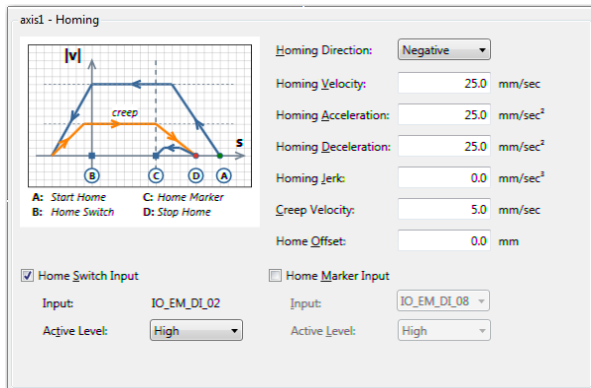 axis1 - Homing
|v|
creep
s
B
C
D
A
A: Start Home
C: Home Marker
B: Home Switch
D: Stop Home
Homing Direction: Negative
Homing Velocity: 25.0 mm/sec
Homing Acceleration: 25.0 mm/sec²
Homing Deceleration: 25.0 mm/sec²
Homing Jerk: 0.0 mm/sec³
Creep Velocity: 5.0 mm/sec
Home Offset: 0.0 mm
Home Switch Input
Input: IO_EM_DI_02
Active Level: High
Home Marker Input
Input: IO_EM_DI_08
Active Level: High